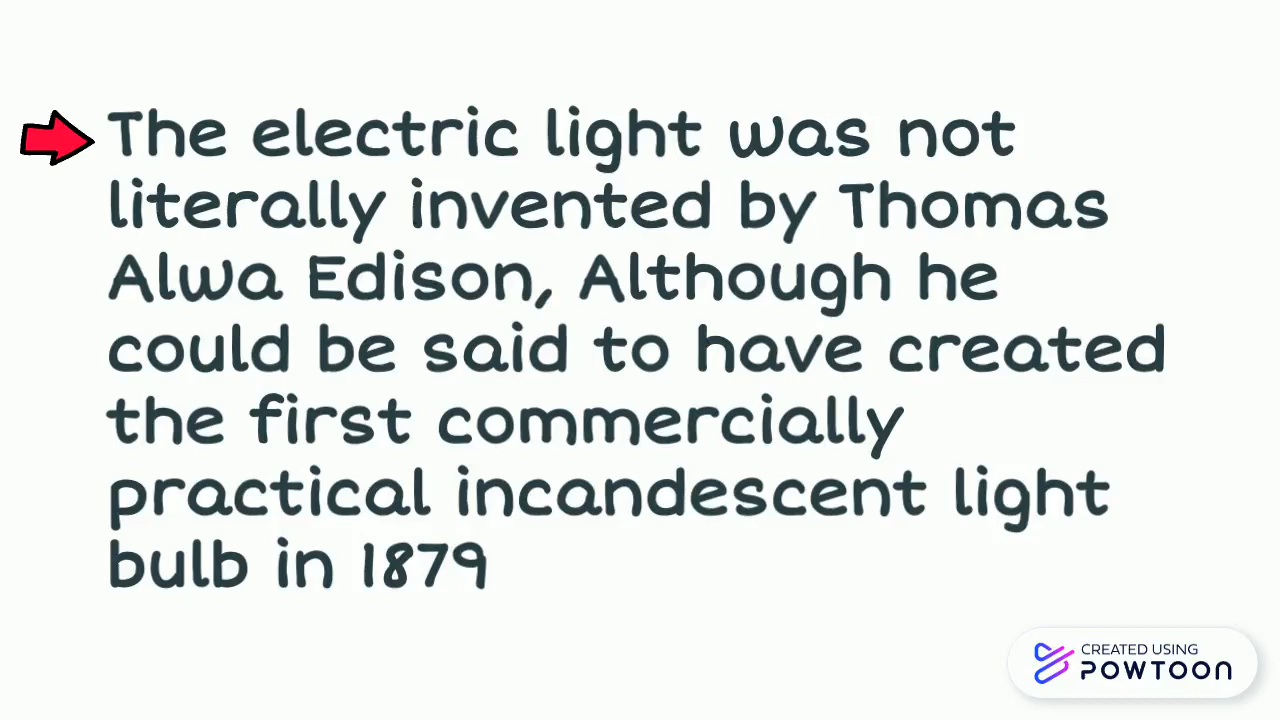 The electric light was not
literally invented by Thomas
Alwa Edison, Although he
could be said to have created
the first commercially
practical incandescent light
bulb in 1879
CREATED USING
POWTOON